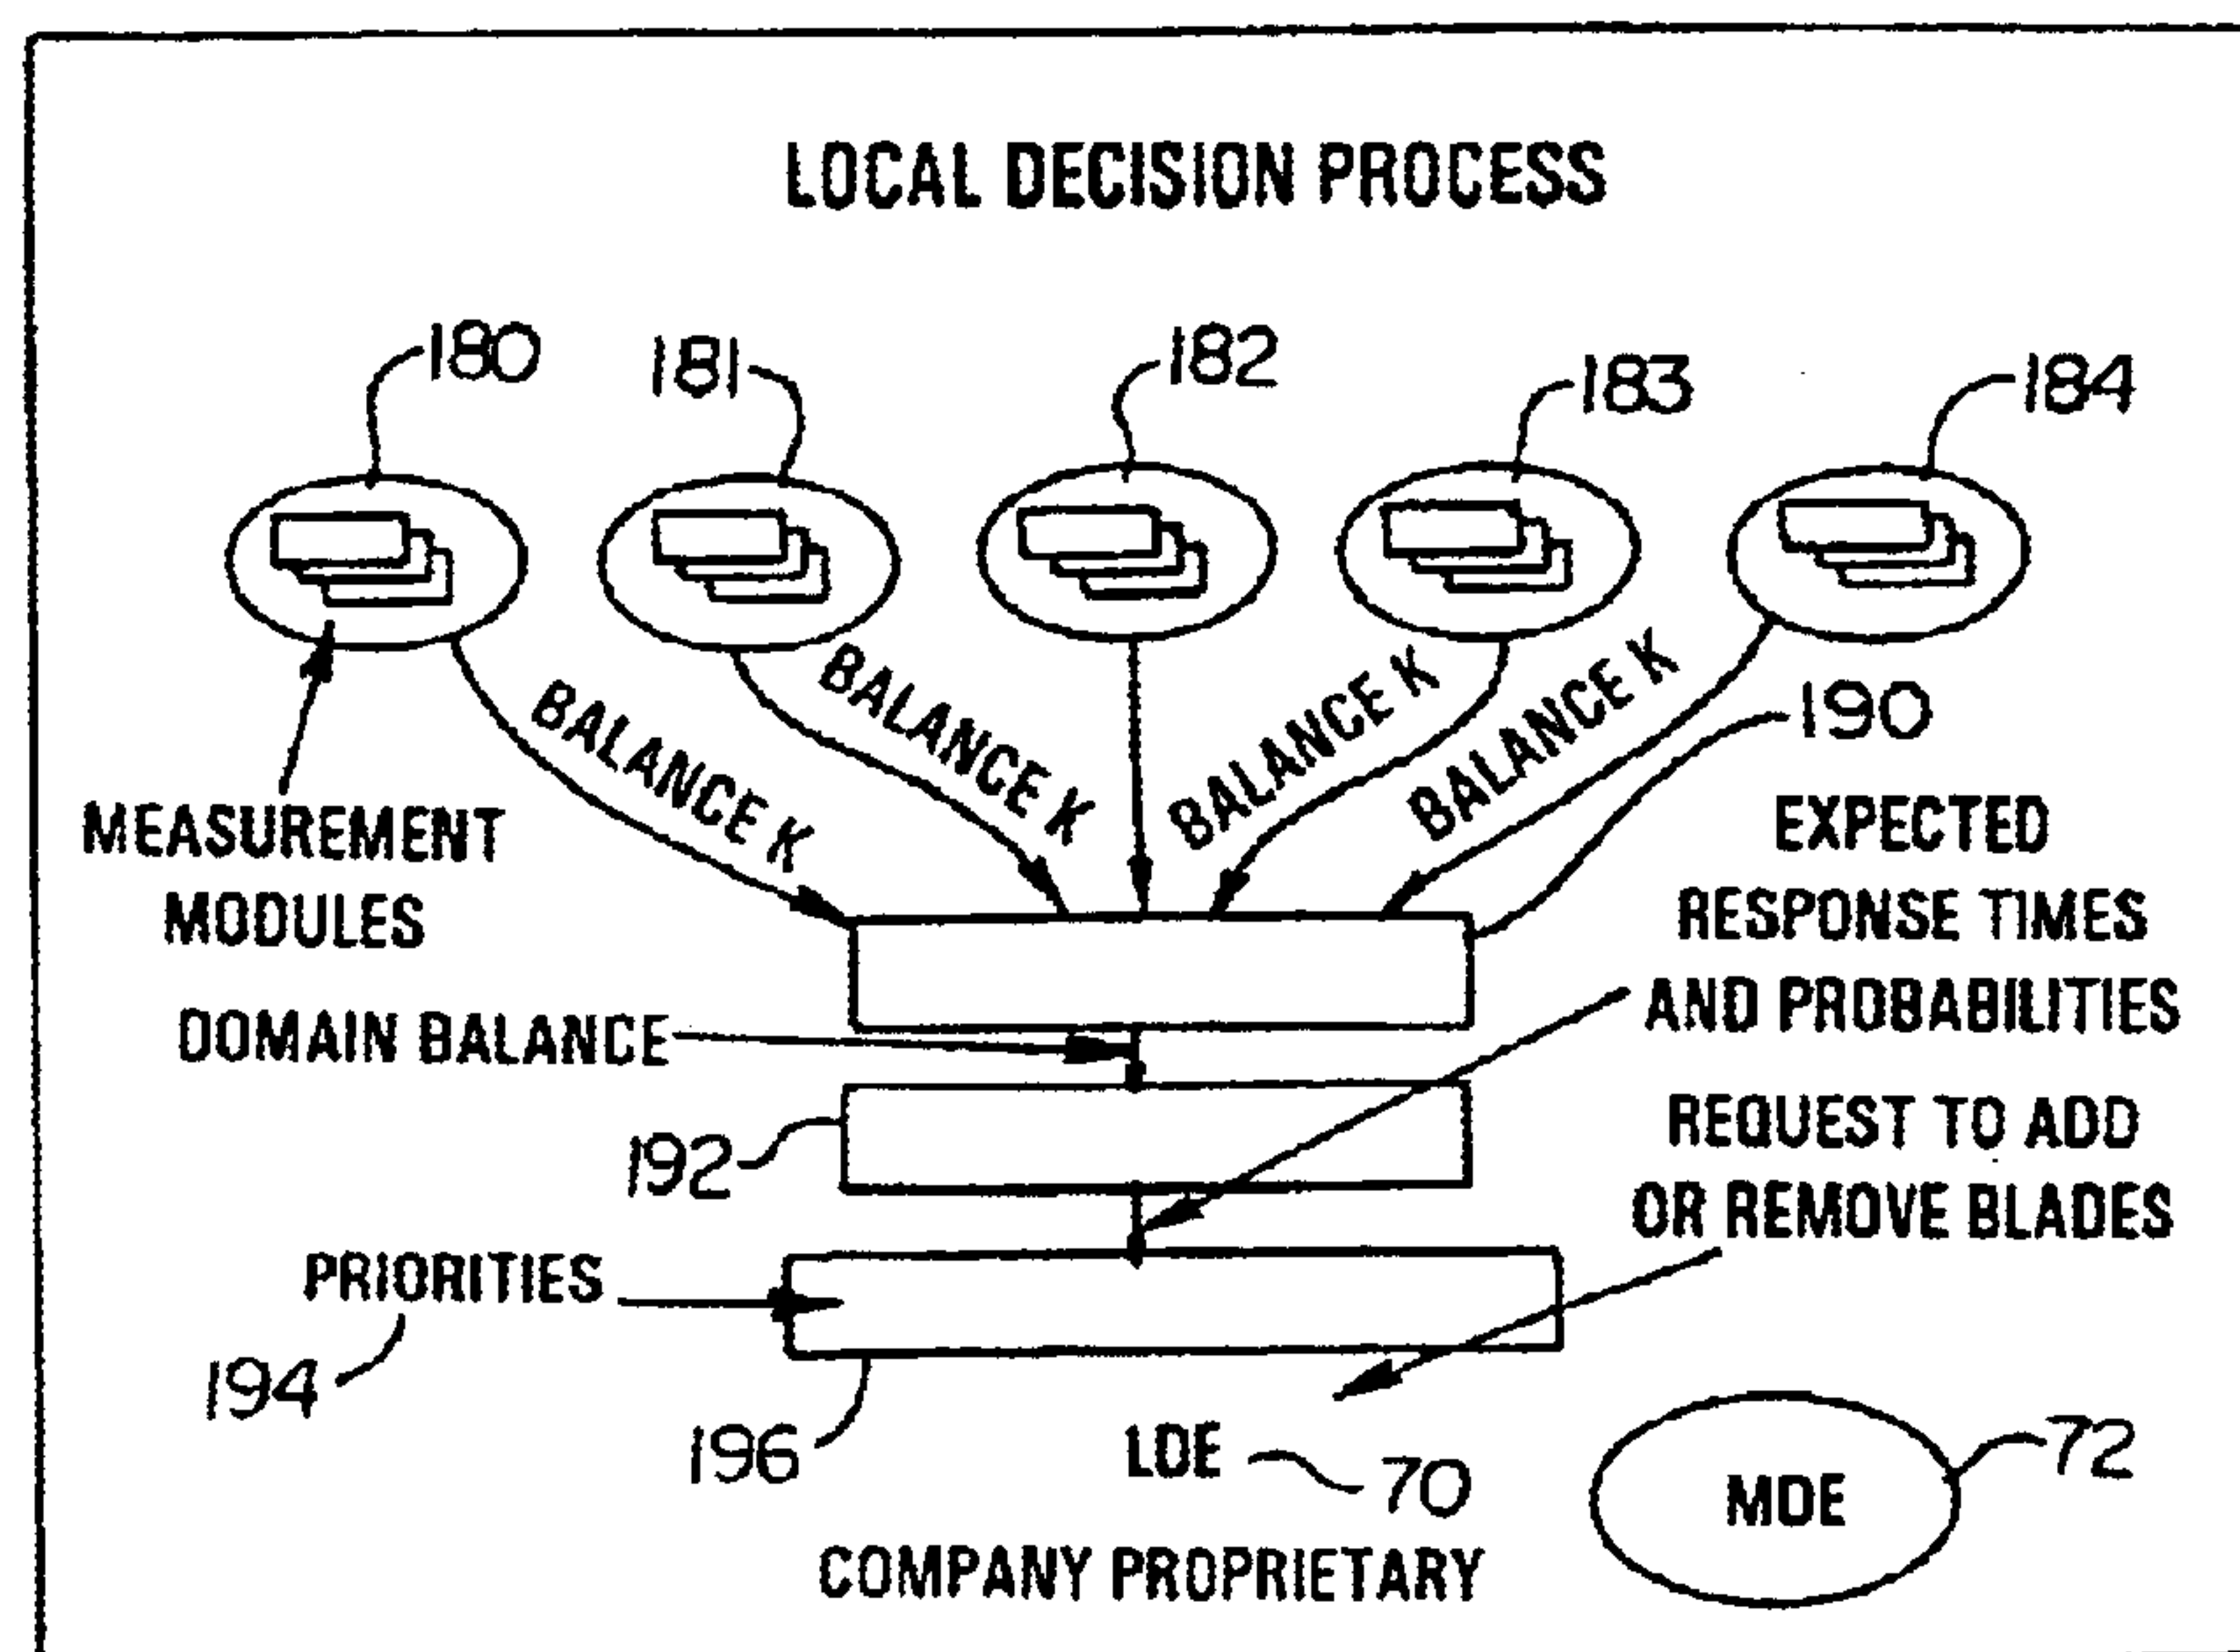 LOCAL DECISION PROCESS
180
181
182
183
184
BALANCE K
BALANCE K
BALANCE K
BALANCE K
190
MEASUREMENT
MODULES
EXPECTED
RESPONSE TIMES
AND PROBABILITIES
DOMAIN BALANCE
192
REQUEST TO ADD
OR REMOVE BLADES
PRIORITIES
194
196
LDE
70
MDE
72
COMPANY PROPRIETARY